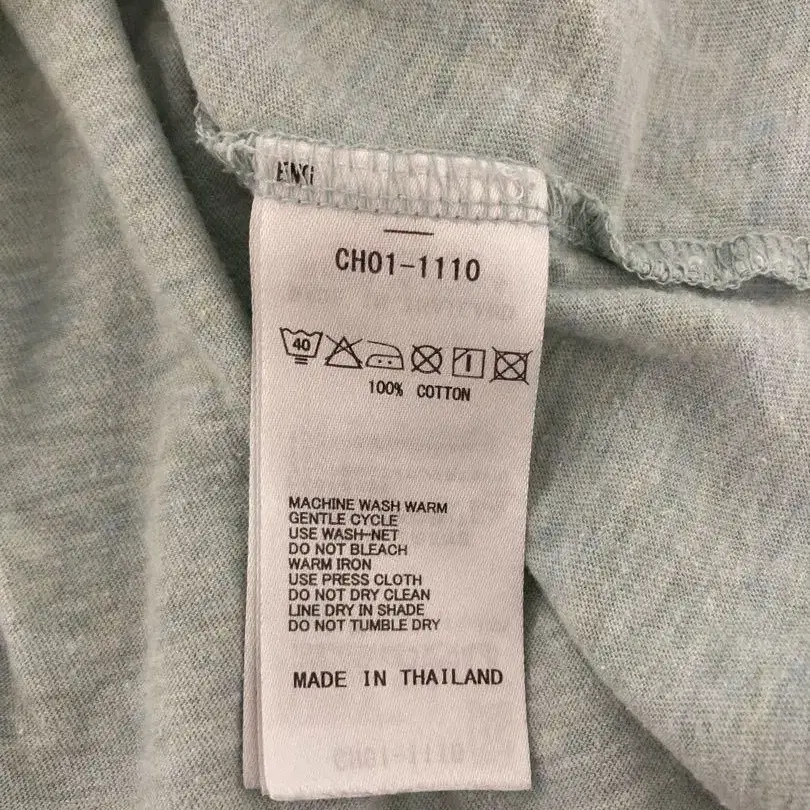 ENG
CH01-1110
40
100% COTTON
MACHINE WASH WARM
GENTLE CYCLE
USE WASH-NET
DO NOT BLEACH
WARM IRON
USE PRESS CLOTH
DO NOT DRY CLEAN
LINE DRY IN SHADE
DO NOT TUMBLE DRY
MADE IN THAILAND